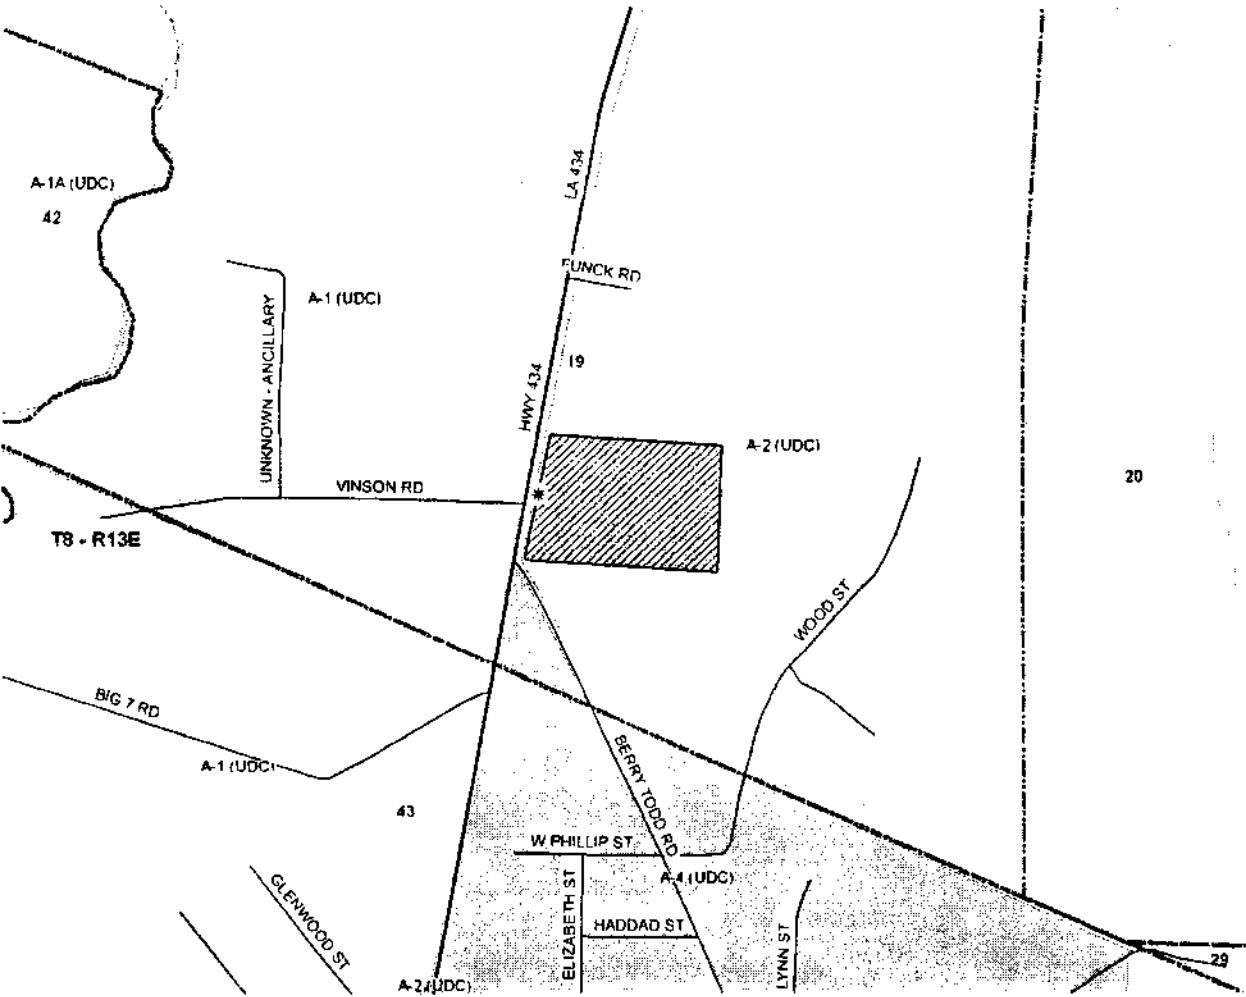 LA 434
A-1A (UDC)
42
FUNCK RD
A-1 (UDC)
UNKNOWN - ANCILLARY
19
HWY 434
A-2 (UDC)
20
VINSON RD
T8 - R13E
WOOD ST
BIG 7 RD
A-1 (UDC)
BERRY TODD RD
43
W PHILLIP ST
A-4 (UDC)
GLENWOOD ST
ELIZABETH ST
HADDAD ST
LYNN ST
29
A-2 (UDC)